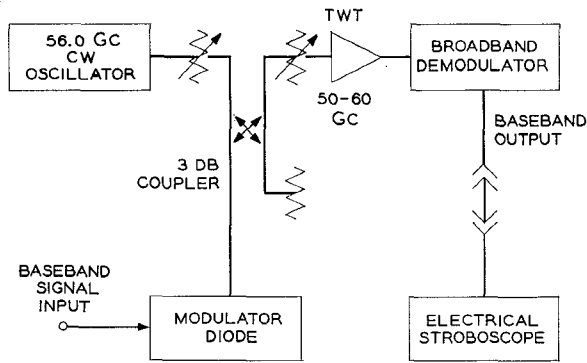 56.0 Gc
CW
OSCILLATOR
TWT
50-60
GC
BROADBAND
DEMODULATOR
BASEBAND
OUTPUT
3 DB
COUPLER
BASEBAND
SIGNAL
INPUT
MODULATOR
DIODE
ELECTRICAL
STROBOSCOPE